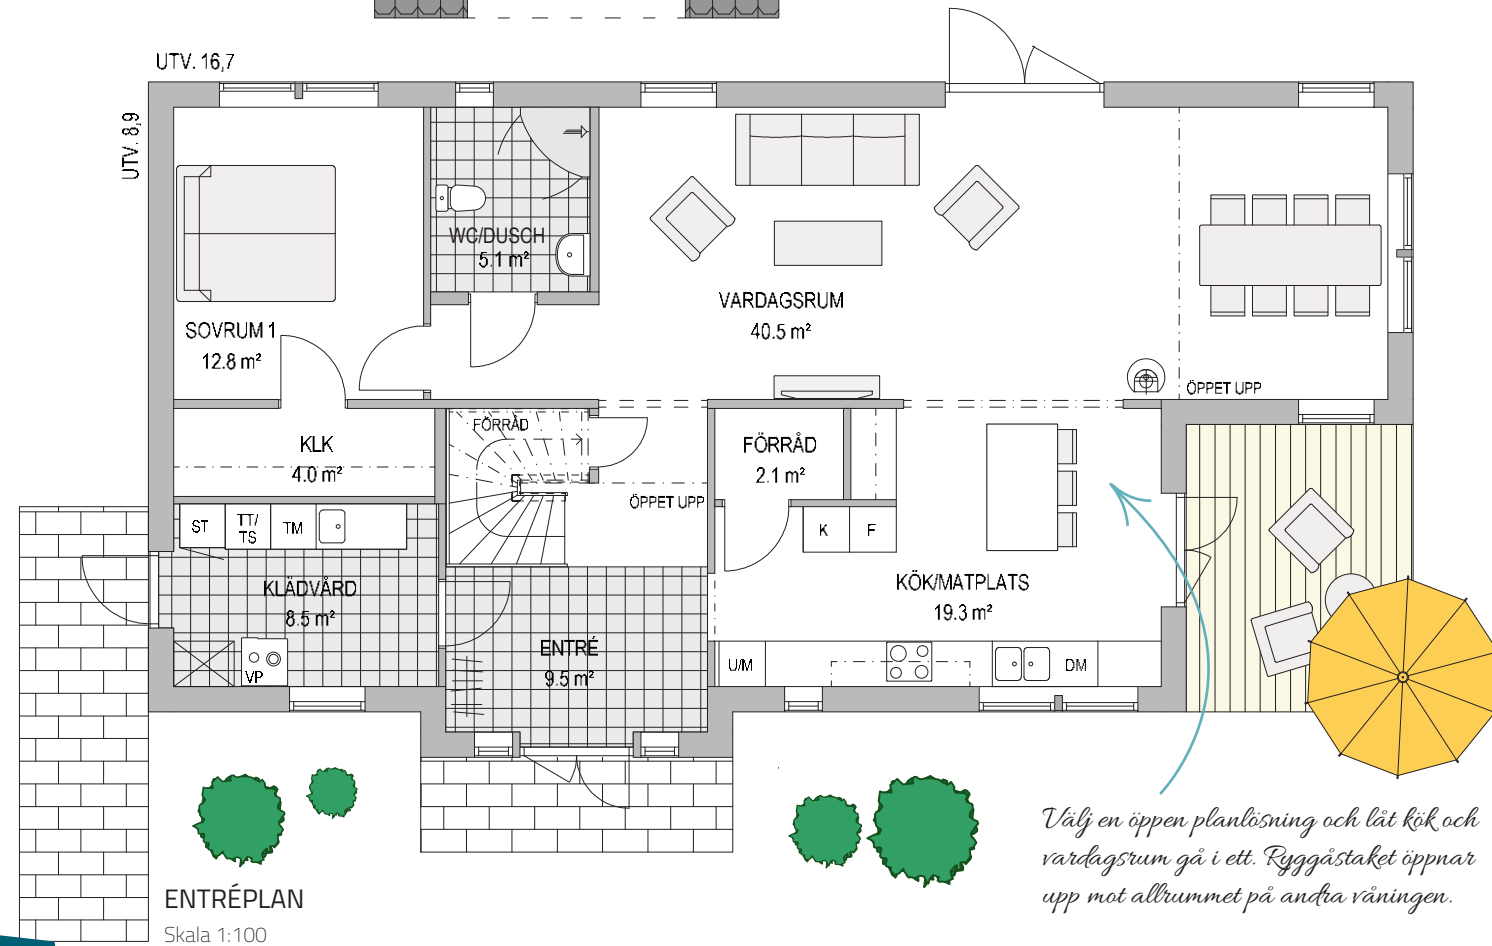 UTV. 16,7
UTV. 8,9
WC/DUSCH
5.1 m²
VARDAGSRUM
40.5 m²
SOVRUM 1
12.8 m²
ÖPPET UPP
FÖRRÅD
KLK
4.0 m²
FÖRRÅD
2.1 m²
ÖPPET UPP
ST
TT/
TS
TM
K
F
KLÄDVÅRD
8.5 m²
KÖK/MATPLATS
19.3 m²
ENTRÉ
9.5 m²
VP
U/M
DM
Välj en öppen planlösning och låt kök och
vardagsrum gå i ett. Ryggåstaket öppnar
upp mot allrummet på andra våningen.
ENTRÉPLAN
Skala 1:100